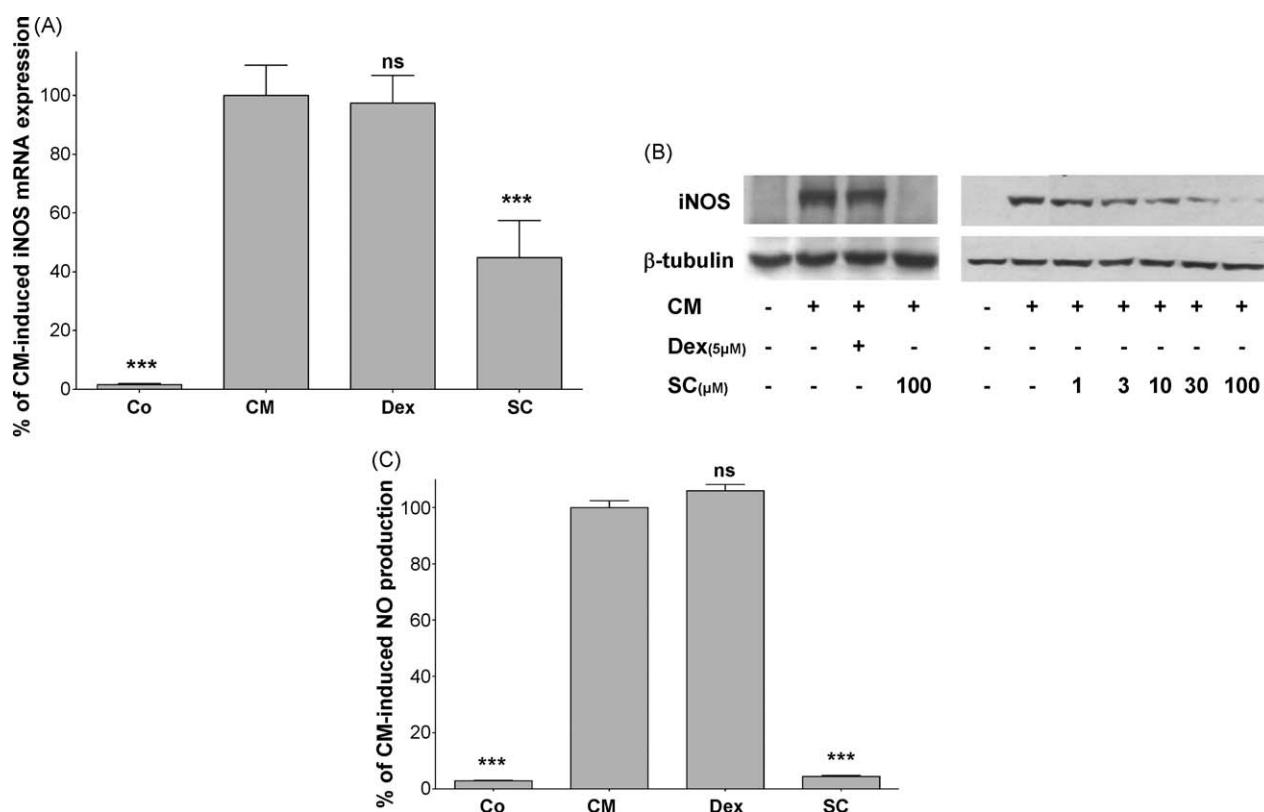 (A)
% of CM-induced iNOS mRNA expression
100
80
60
40
20
0
ns
***
***
Co CM Dex SC
(B)
iNOS
β-tubulin
CM - + + + - + + + + + +
Dex(5µM) - - + - - - - - - - -
SC(µM) - - - 100 - - 1 3 10 30 100
(C)
% of CM-induced NO production
100
80
60
40
20
0
ns
***
***
Co CM Dex SC